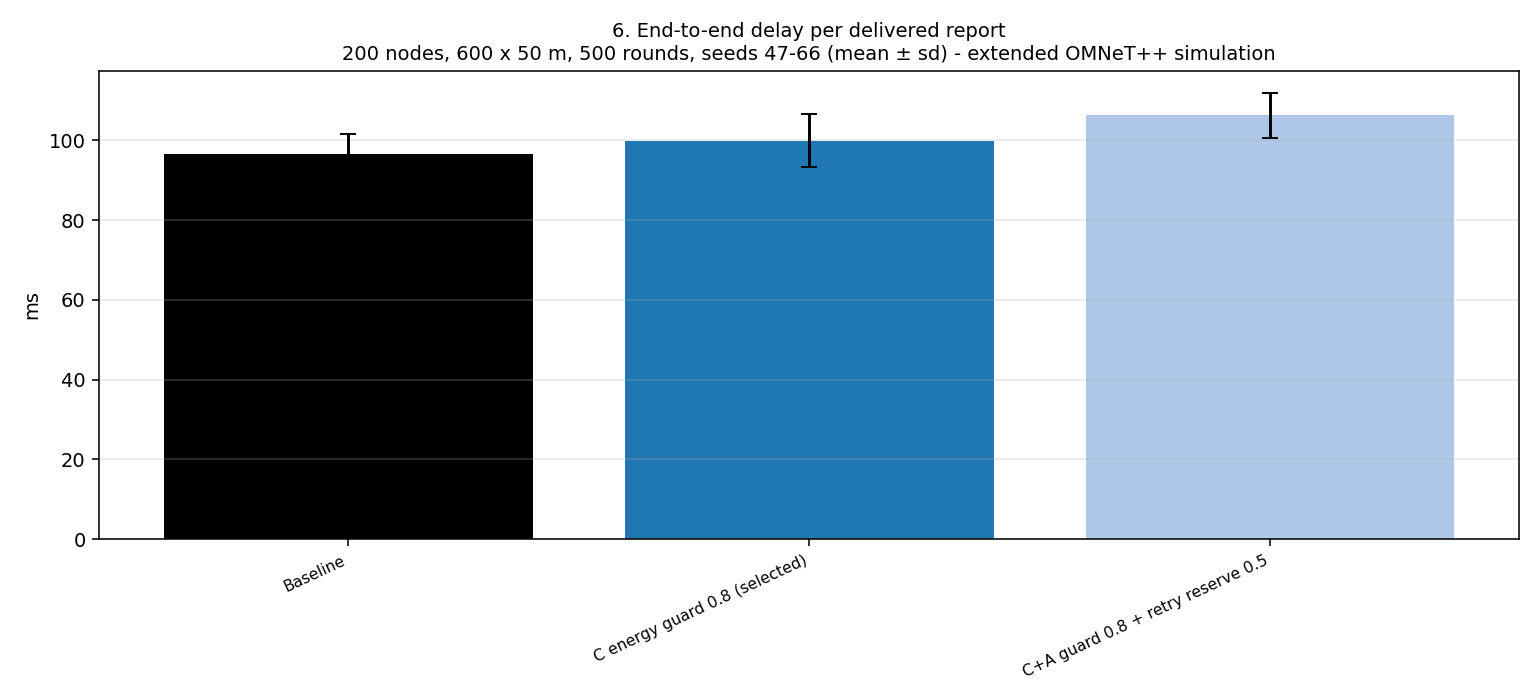 6. End-to-end delay per delivered report
200 nodes, 600 x 50 m, 500 rounds, seeds 47-66 (mean ± sd) - extended OMNeT++ simulation
ms
100
80
60
40
20
0
Baseline
C energy guard 0.8 (selected)
C+A guard 0.8 + retry reserve 0.5